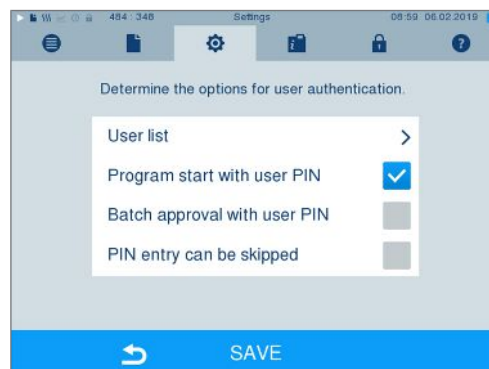 484 : 348 Settings 08:59 06.02.2019
Determine the options for user authentication.
User list
Program start with user PIN
Batch approval with user PIN
PIN entry can be skipped
SAVE